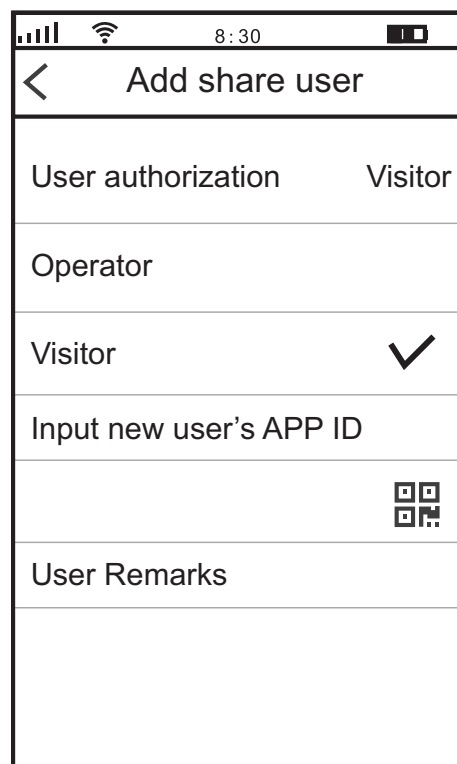 8:30
Add share user
User authorization Visitor
Operator
Visitor
Input new user’s APP ID
User Remarks